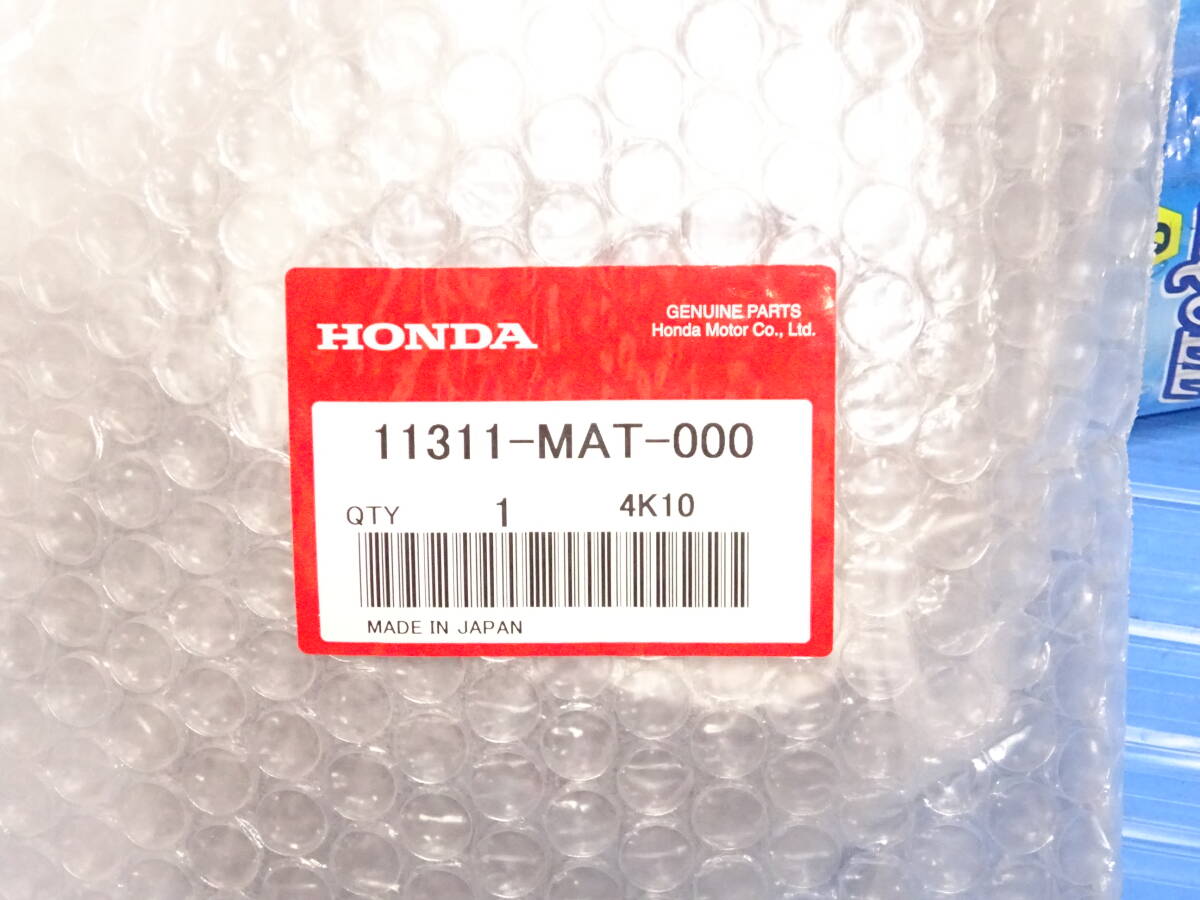 HONDA
GENUINE PARTS
Honda Motor Co., Ltd.
11311-MAT-000
QTY 1 4K10
MADE IN JAPAN